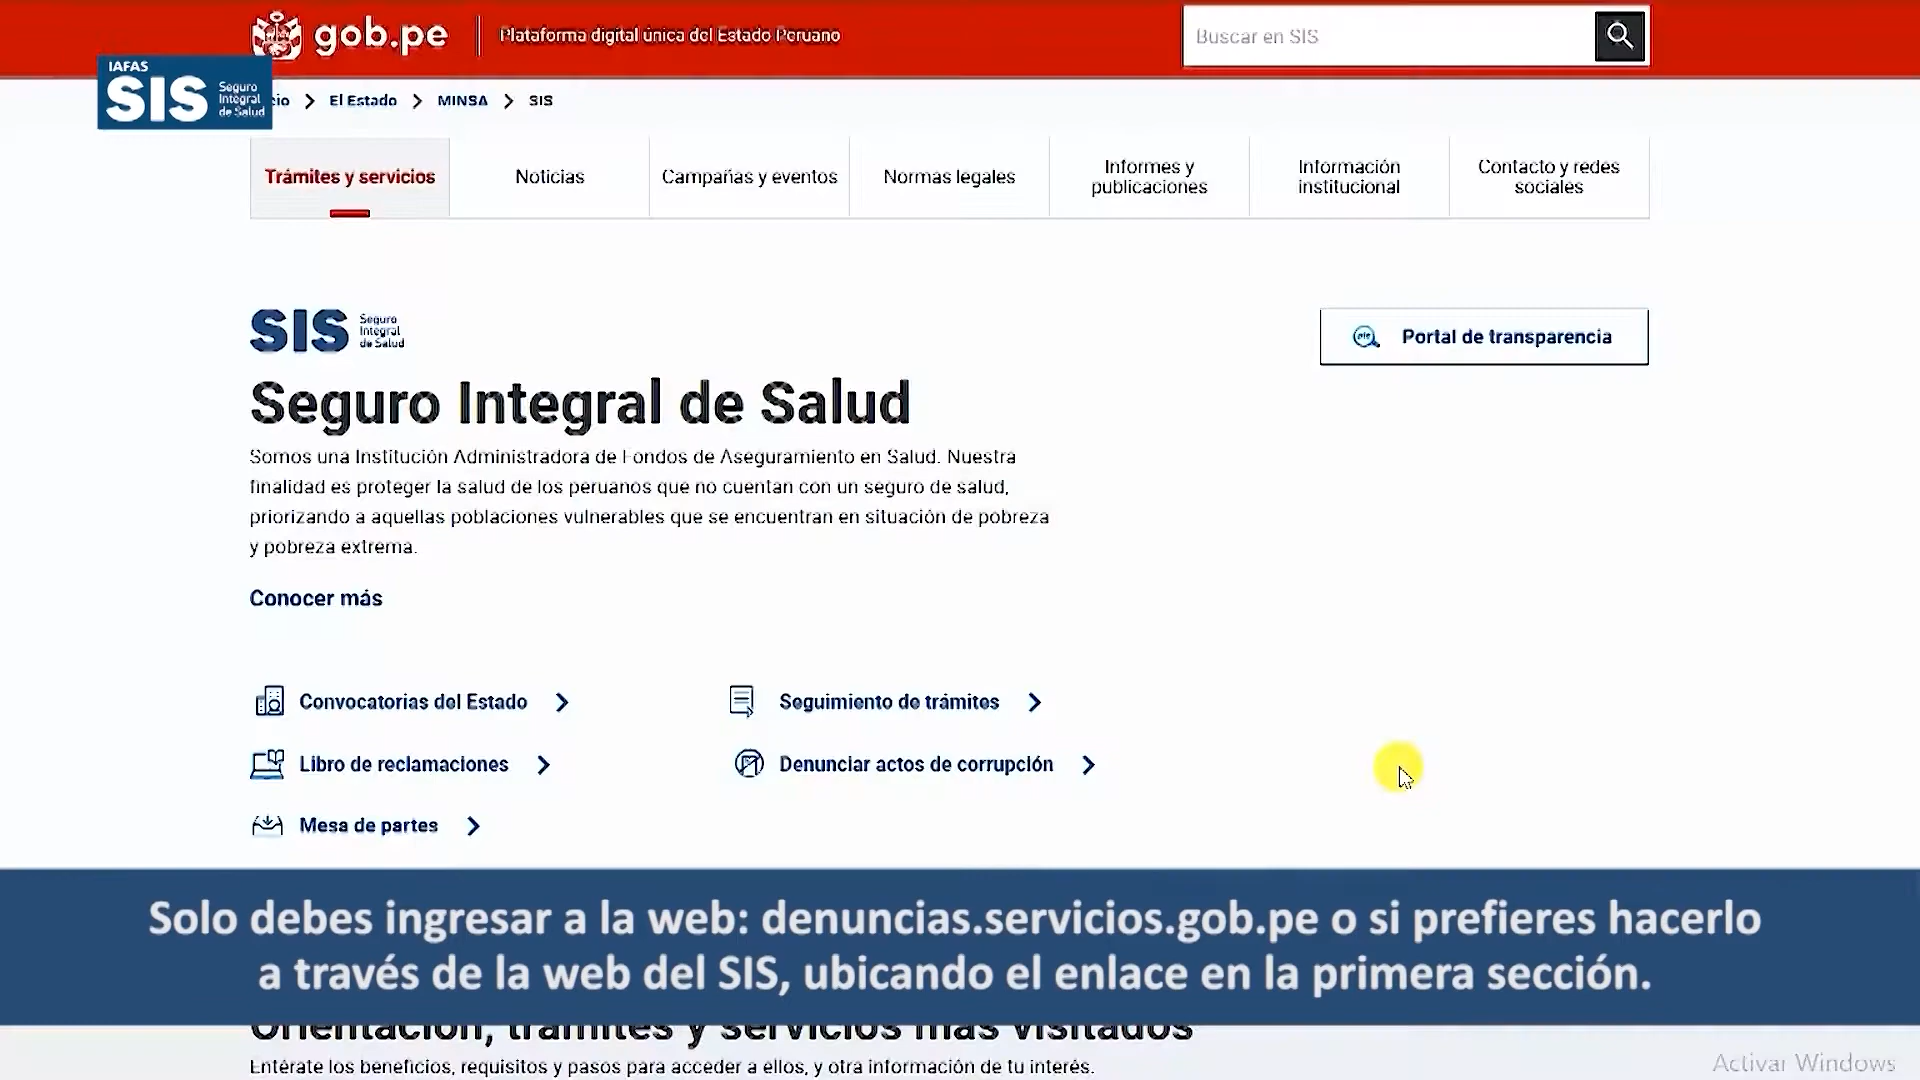 gob.pe
Plataforma digital única del Estado Peruano
Buscar en SIS
IAFAS
SIS Seguro Integral de Salud
El Estado > MINSA > SIS
Trámites y servicios
Noticias
Campañas y eventos
Normas legales
Informes y publicaciones
Información institucional
Contacto y redes sociales
SIS Seguro Integral de Salud
Portal de transparencia
Seguro Integral de Salud
Somos una Institución Administradora de Fondos de Aseguramiento en Salud. Nuestra
finalidad es proteger la salud de los peruanos que no cuentan con un seguro de salud,
priorizando a aquellas poblaciones vulnerables que se encuentran en situación de pobreza
y pobreza extrema.
Conocer más
Convocatorias del Estado
Seguimiento de trámites
Libro de reclamaciones
Denunciar actos de corrupción
Mesa de partes
Solo debes ingresar a la web: denuncias.servicios.gob.pe o si prefieres hacerlo
a través de la web del SIS, ubicando el enlace en la primera sección.
Orientación, trámites y servicios más visitados
Entérate los beneficios, requisitos y pasos para acceder a ellos, y otra información de tu interés.
Activar Windows